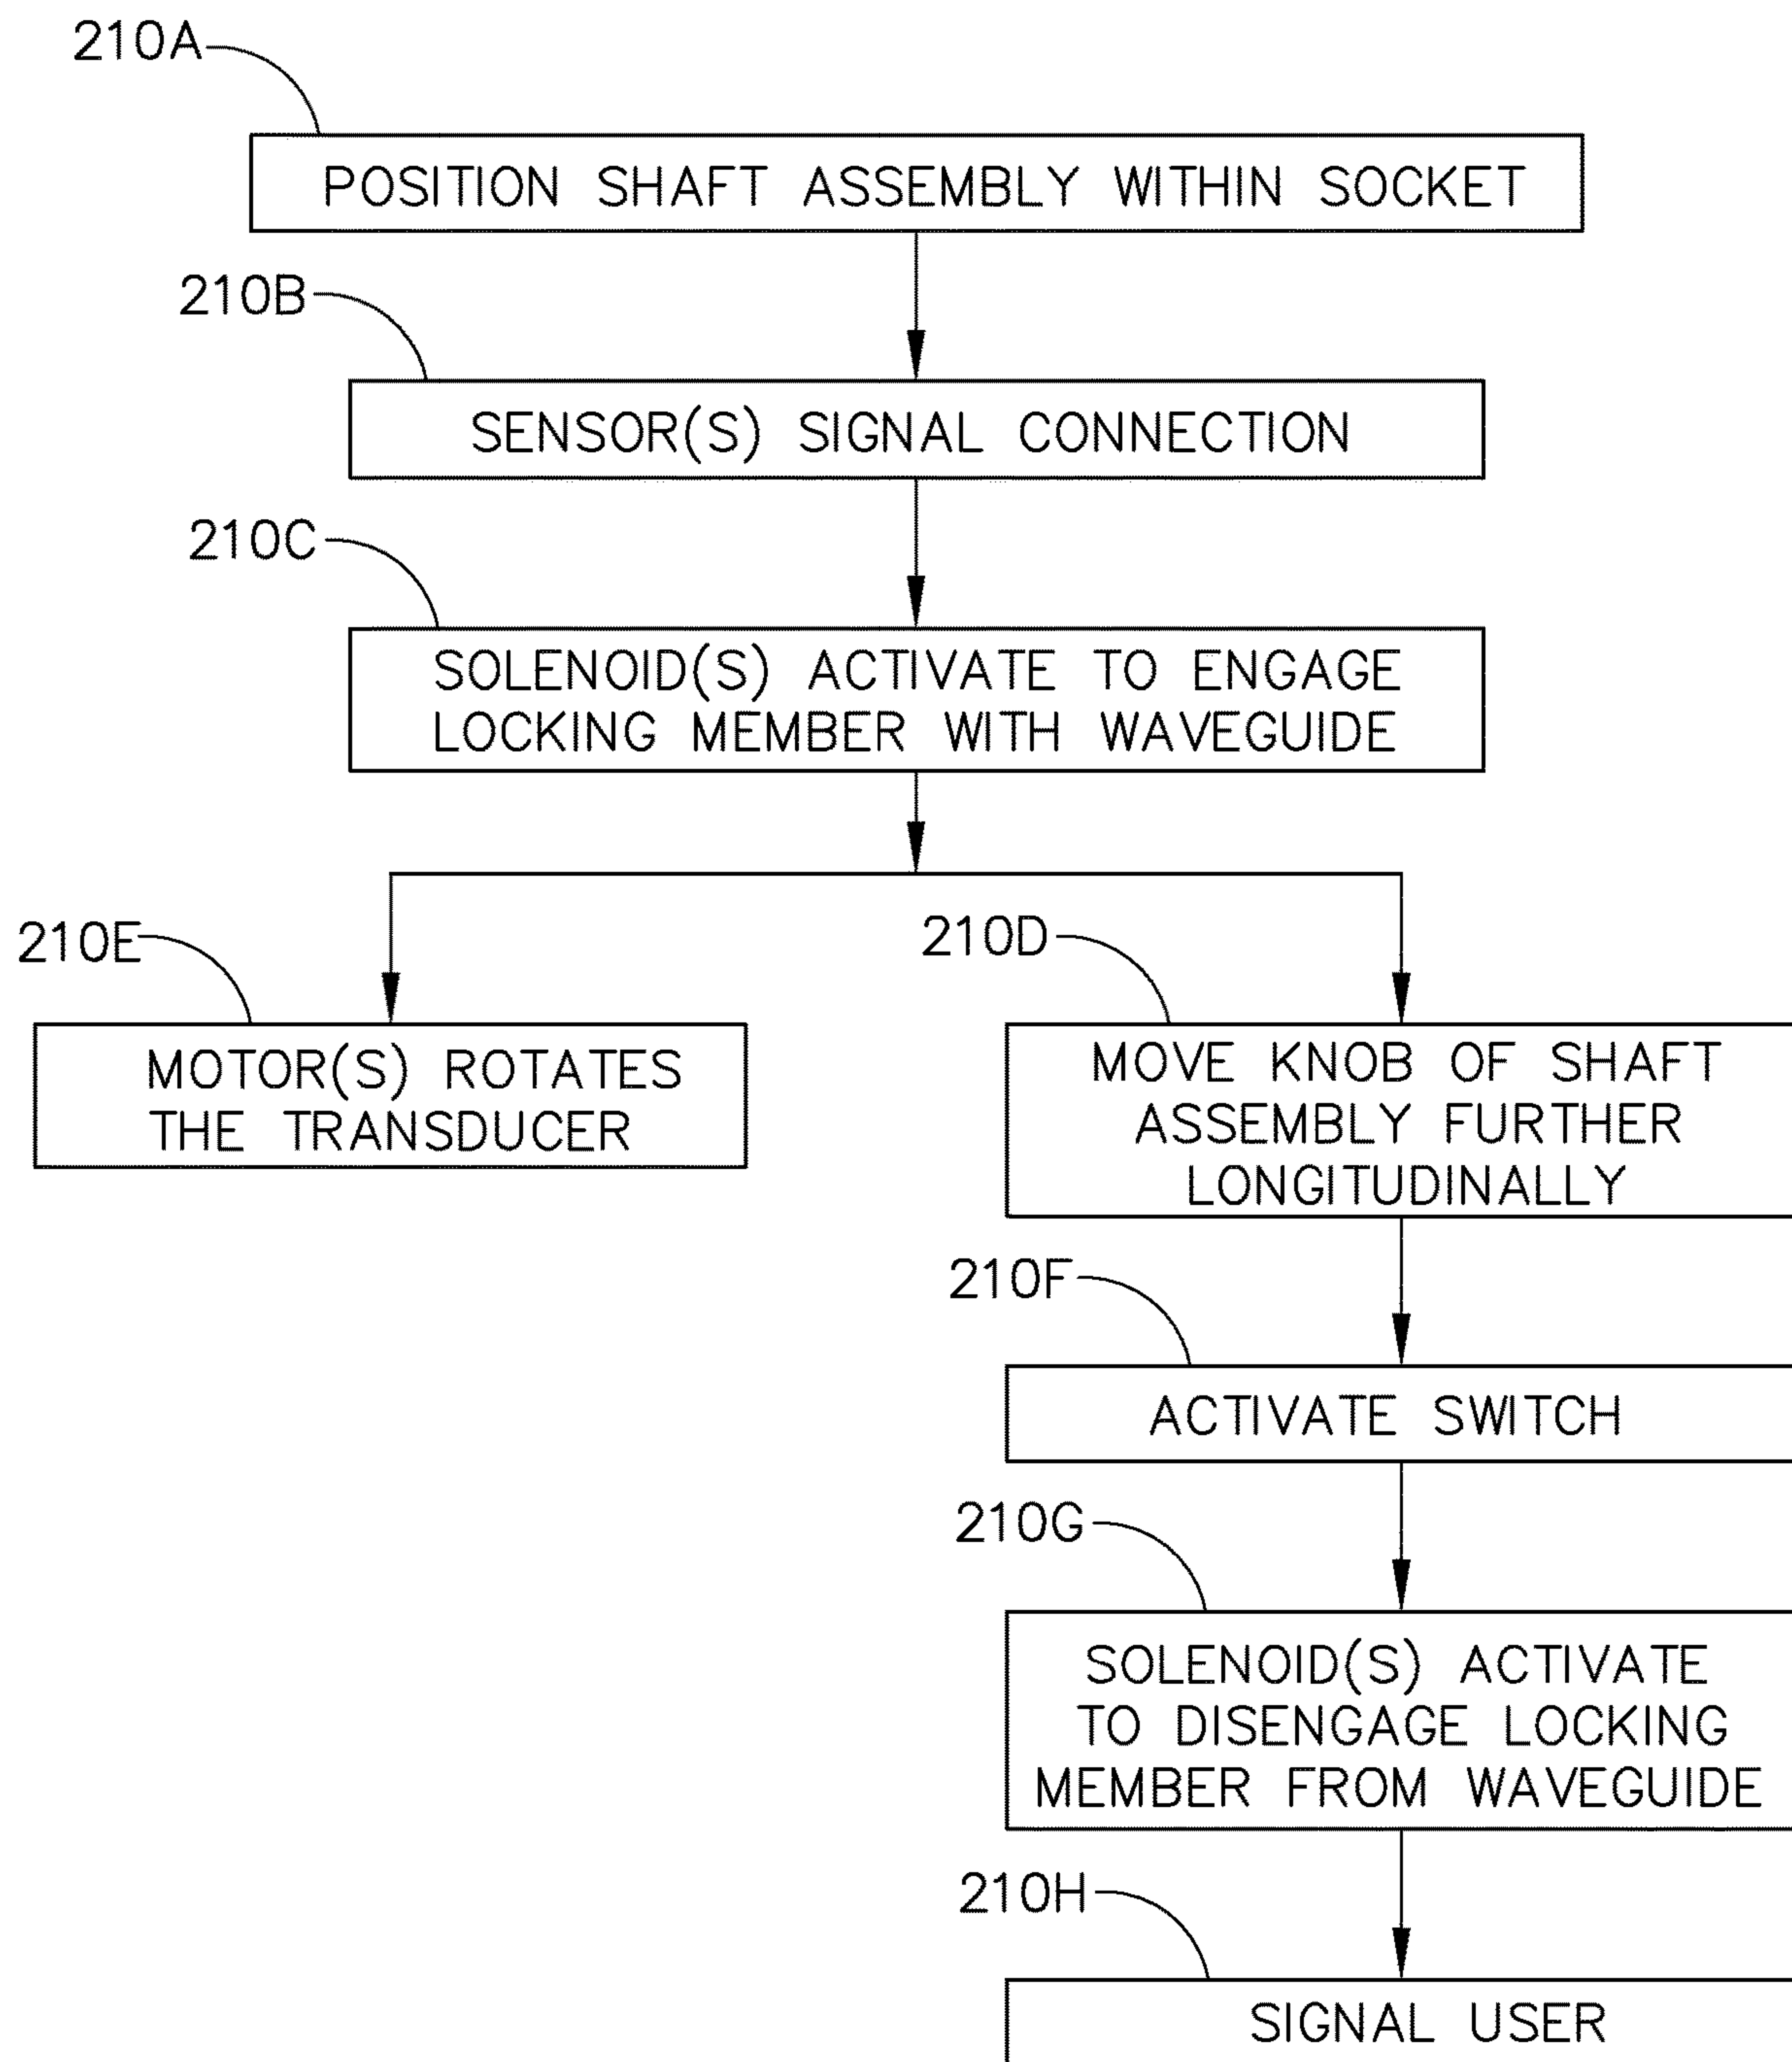 210A
POSITION SHAFT ASSEMBLY WITHIN SOCKET
210B
SENSOR(S) SIGNAL CONNECTION
210C
SOLENOID(S) ACTIVATE TO ENGAGE
LOCKING MEMBER WITH WAVEGUIDE
210E
MOTOR(S) ROTATES
THE TRANSDUCER
210D
MOVE KNOB OF SHAFT
ASSEMBLY FURTHER
LONGITUDINALLY
210F
ACTIVATE SWITCH
210G
SOLENOID(S) ACTIVATE
TO DISENGAGE LOCKING
MEMBER FROM WAVEGUIDE
210H
SIGNAL USER